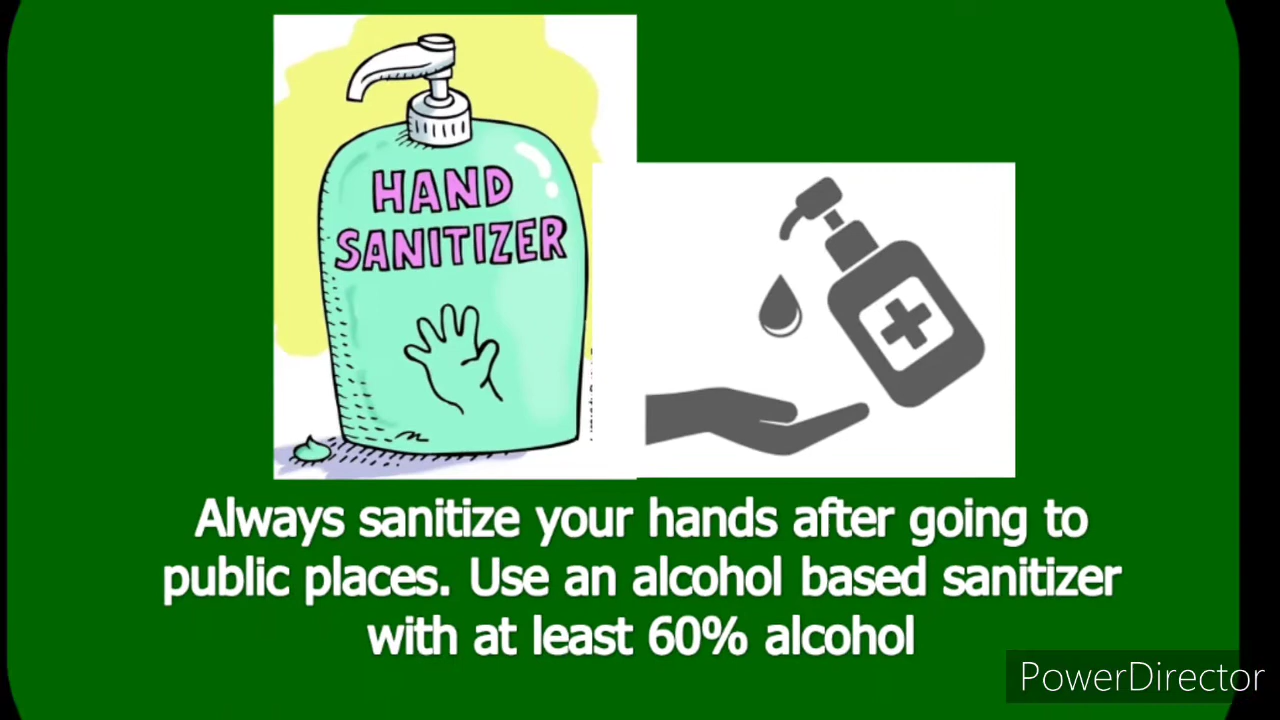 HAND
SANITIZER
Always sanitize your hands after going to
public places. Use an alcohol based sanitizer
with at least 60% alcohol
PowerDirector